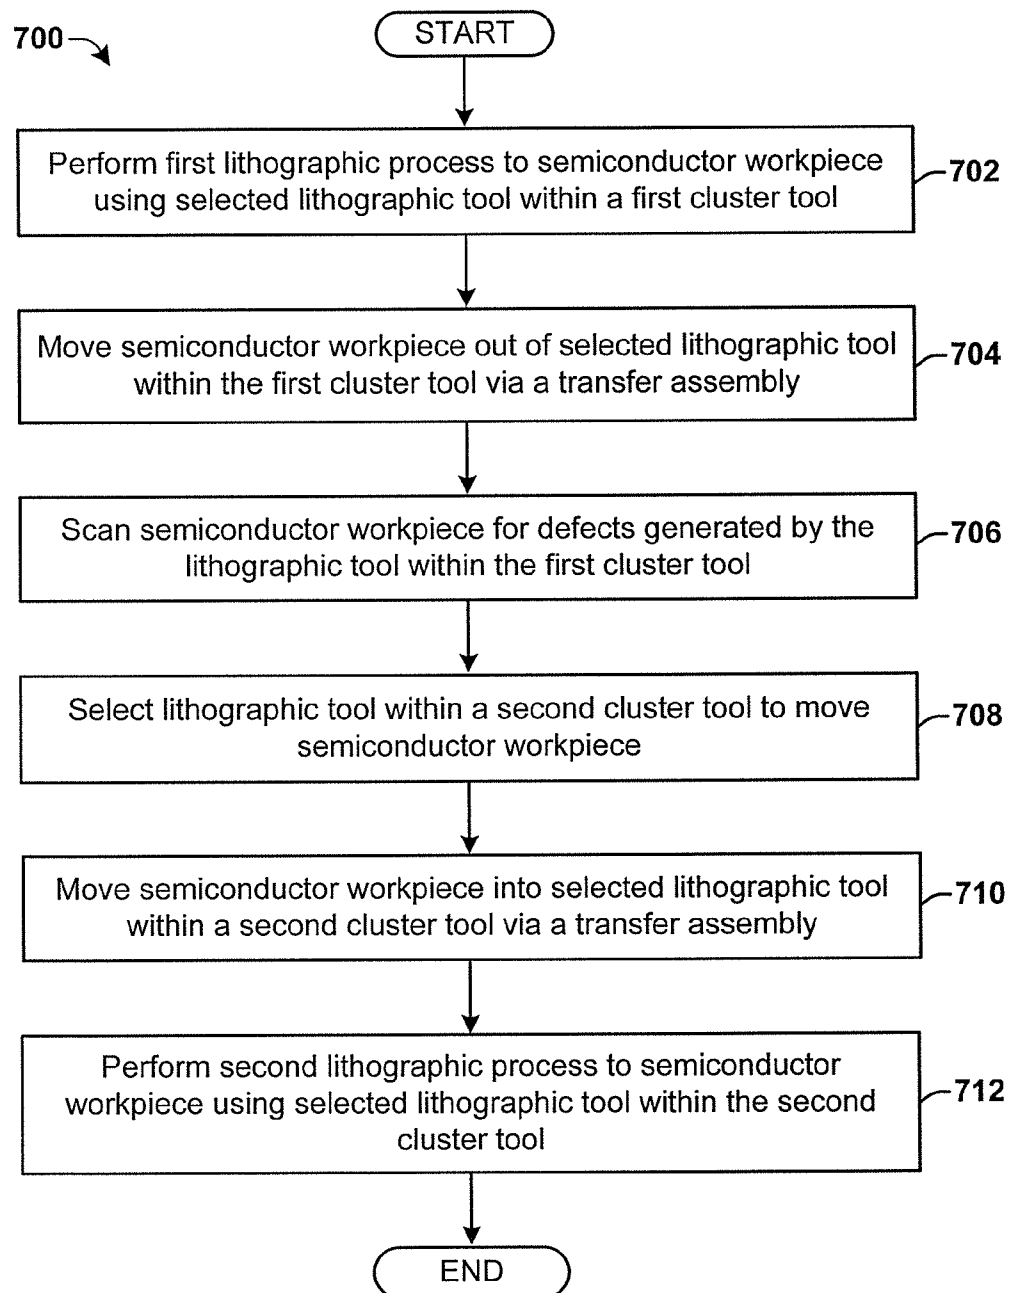 700
START
Perform first lithographic process to semiconductor workpiece
using selected lithographic tool within a first cluster tool
702
Move semiconductor workpiece out of selected lithographic tool
within the first cluster tool via a transfer assembly
704
Scan semiconductor workpiece for defects generated by the
lithographic tool within the first cluster tool
706
Select lithographic tool within a second cluster tool to move
semiconductor workpiece
708
Move semiconductor workpiece into selected lithographic tool
within a second cluster tool via a transfer assembly
710
Perform second lithographic process to semiconductor
workpiece using selected lithographic tool within the second
cluster tool
712
END